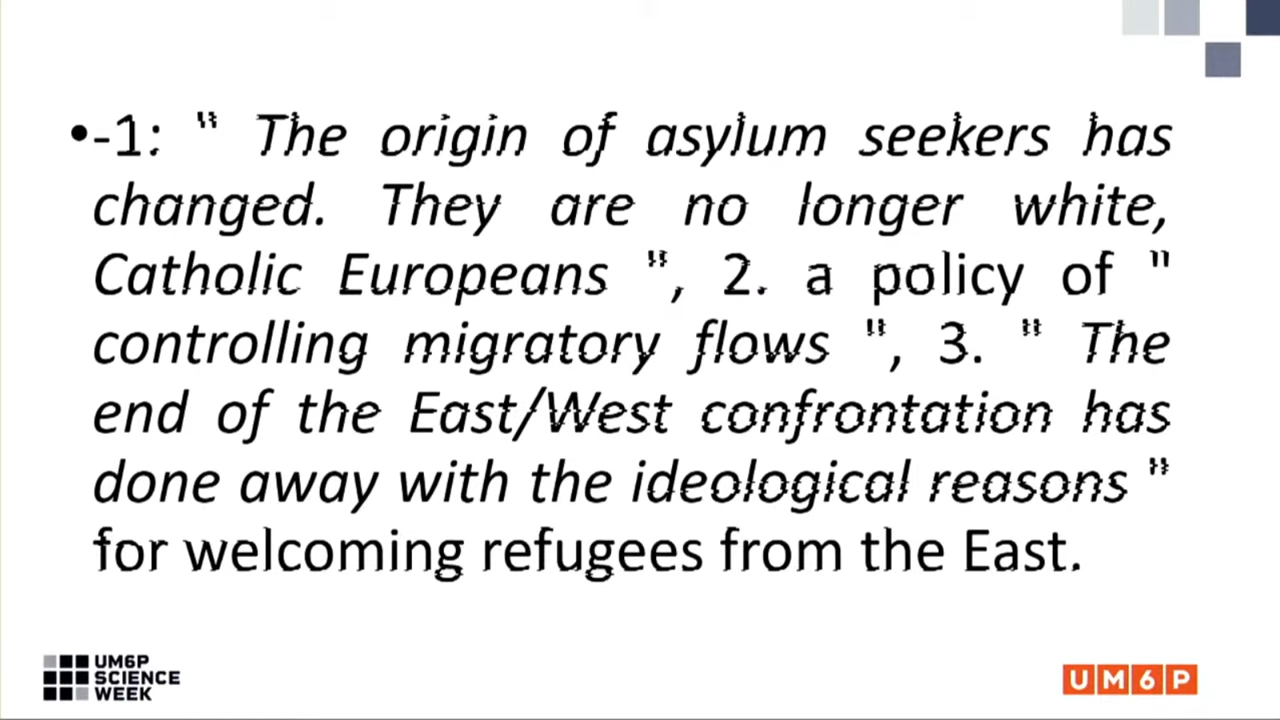 •-1: " The origin of asylum seekers has
changed. They are no longer white,
Catholic Europeans ", 2. a policy of "
controlling migratory flows ", 3. " The
end of the East/West confrontation has
done away with the ideological reasons "
for welcoming refugees from the East.
UM6P
SCIENCE
WEEK
UM6P